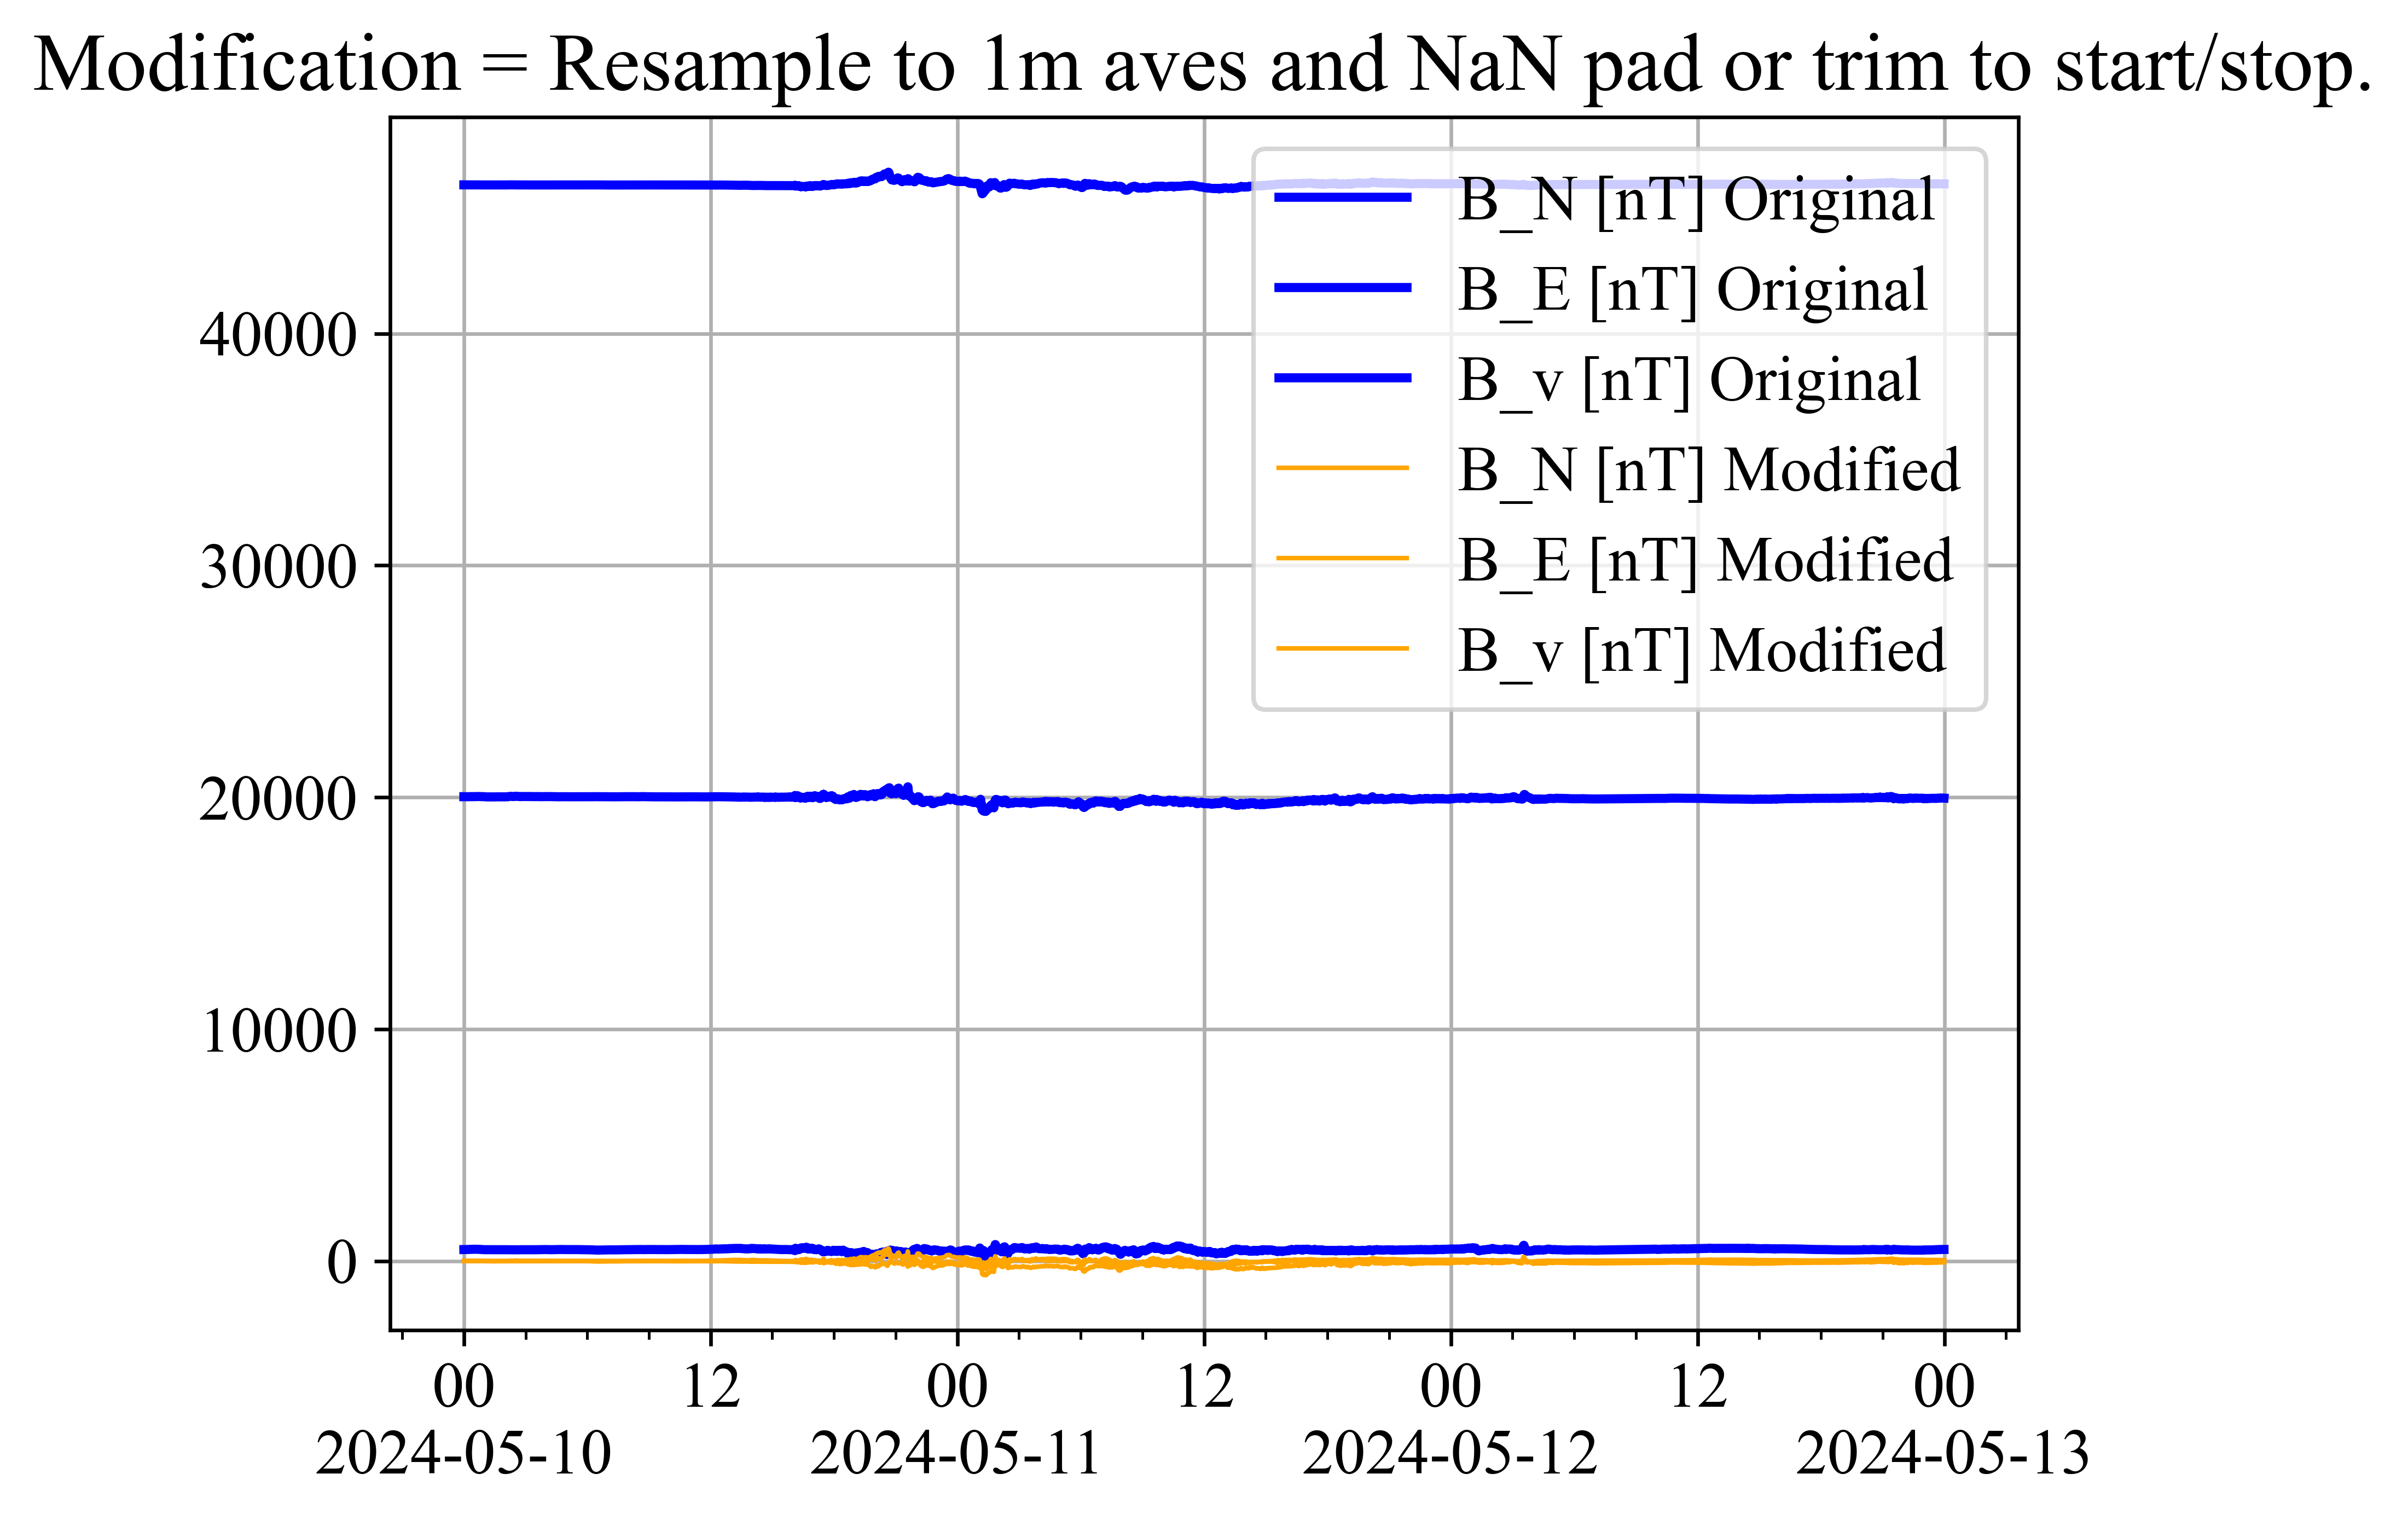 Modification = Resample to 1m aves and NaN pad or trim to start/stop.
B_N [nT] Original
B_E [nT] Original
B_v [nT] Original
B_N [nT] Modified
B_E [nT] Modified
B_v [nT] Modified
40000
30000
20000
10000
0
00 12 00 12 00 12 00
2024-05-10 2024-05-11 2024-05-12 2024-05-13